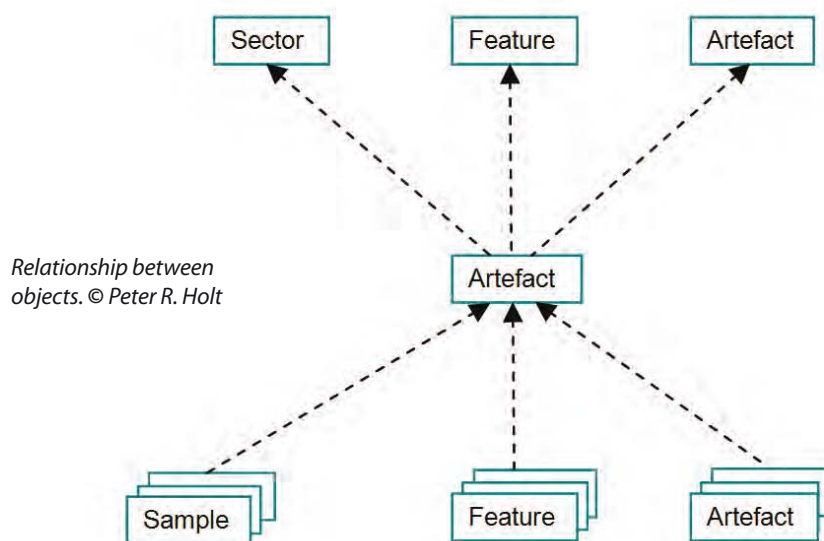 Sector
Feature
Artefact
Relationship between
objects. © Peter R. Holt
Artefact
Sample
Feature
Artefact